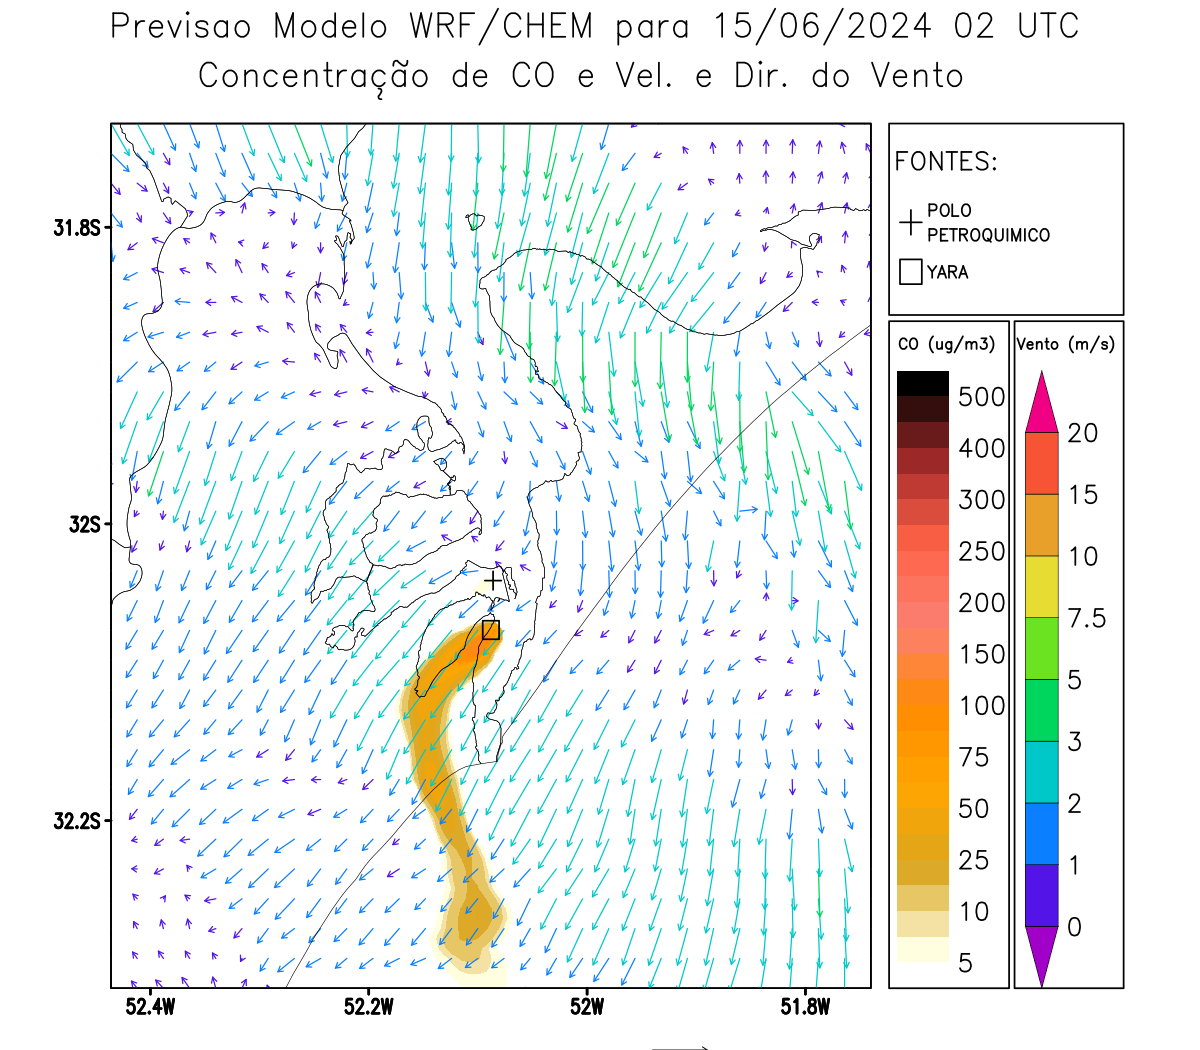 Previsao Modelo WRF/CHEM para 15/06/2024 02 UTC
Concentração de CO e Vel. e Dir. do Vento
FONTES:
POLO
PETROQUIMICO
YARA
CO (ug/m3)
500
400
300
250
200
150
100
75
50
25
10
5
Vento (m/s)
20
15
10
7.5
5
3
2
1
0
31.8S
32S
32.2S
52.4W 52.2W 52W 51.8W